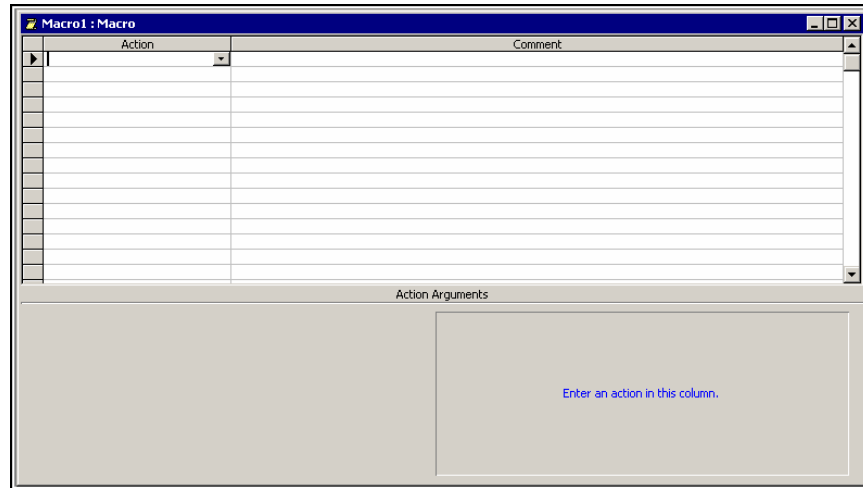 Macro1 : Macro
Action Comment
Action Arguments
Enter an action in this column.